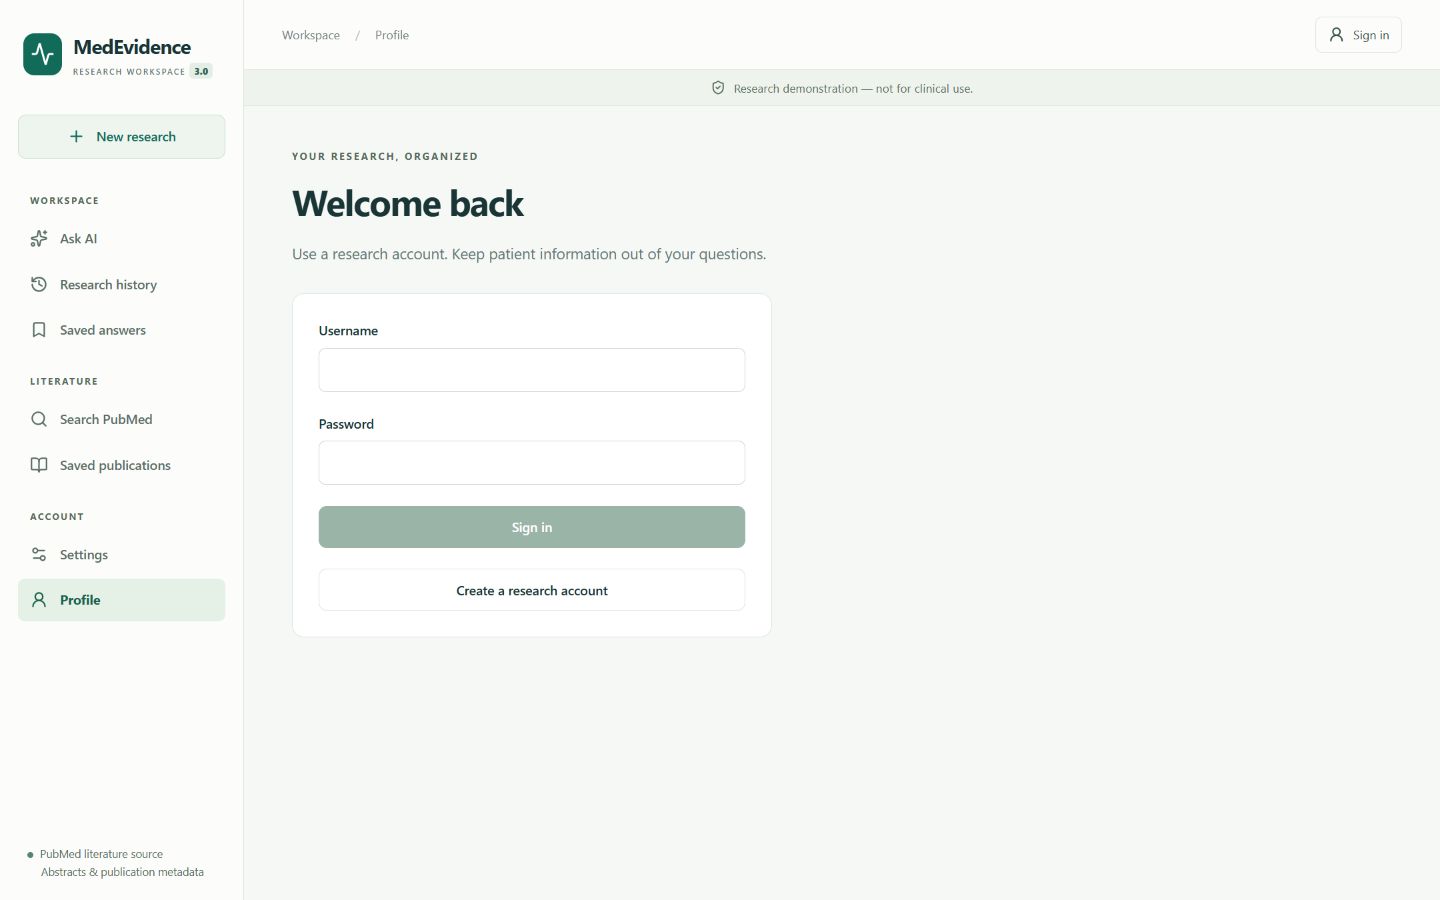 MedEvidence
RESEARCH WORKSPACE 3.0
New research
WORKSPACE
Ask AI
Research history
Saved answers
LITERATURE
Search PubMed
Saved publications
ACCOUNT
Settings
Profile
PubMed literature source
Abstracts & publication metadata
Workspace / Profile
Sign in
Research demonstration — not for clinical use.
YOUR RESEARCH, ORGANIZED
Welcome back
Use a research account. Keep patient information out of your questions.
Username
Password
Sign in
Create a research account